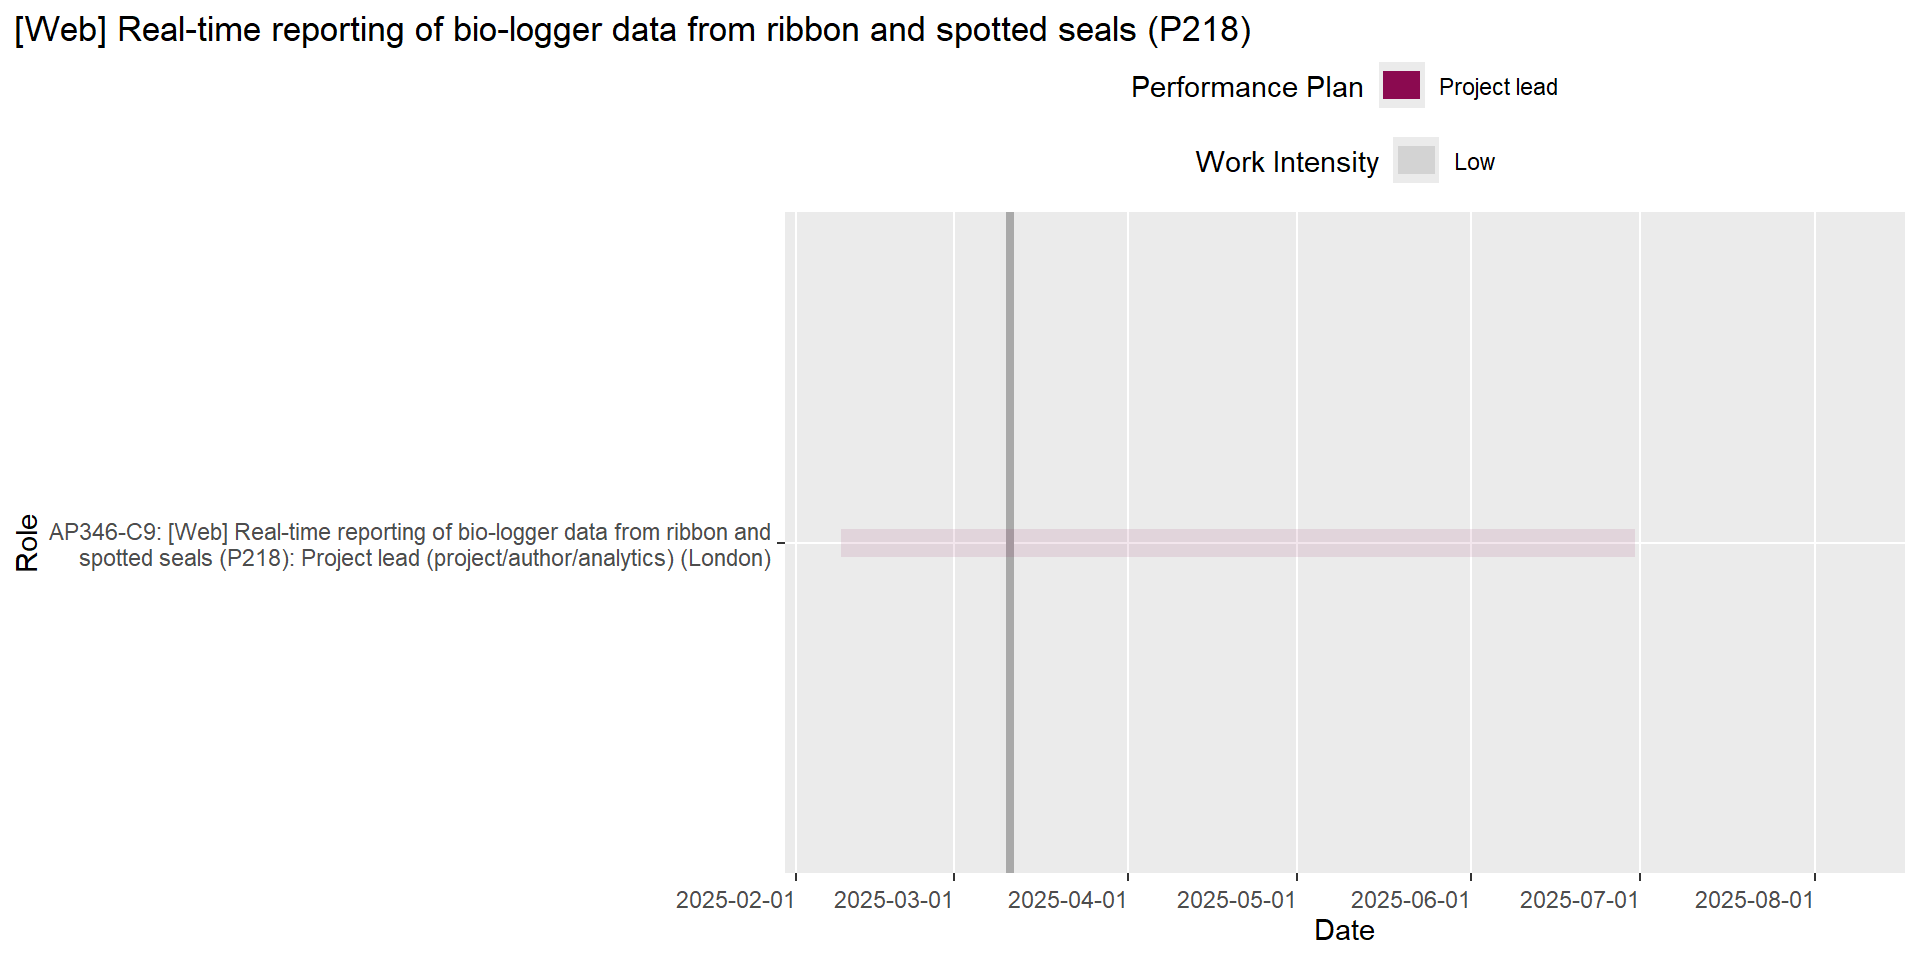 [Web] Real-time reporting of bio-logger data from ribbon and spotted seals (P218)
Performance Plan
Project lead
Work Intensity
Low
Role
AP346-C9: [Web] Real-time reporting of bio-logger data from ribbon and
spotted seals (P218): Project lead (project/author/analytics) (London)
2025-02-01
2025-03-01
2025-04-01
2025-05-01
2025-06-01
2025-07-01
2025-08-01
Date